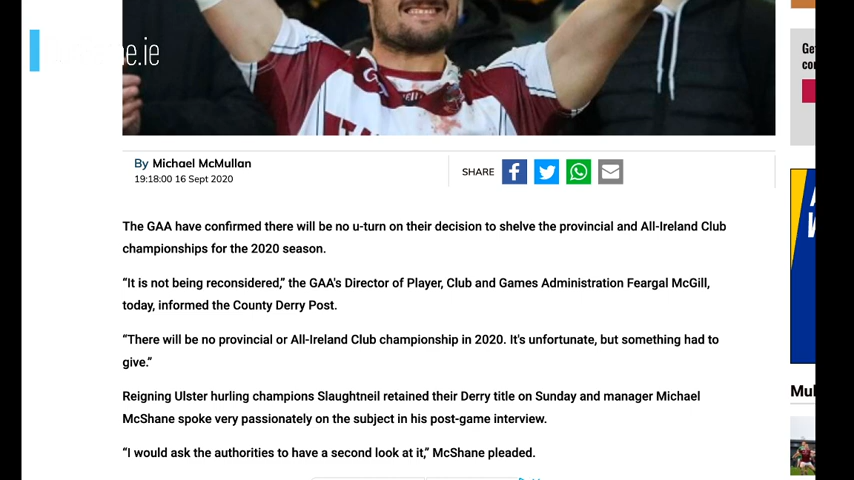 By Michael McMullan
19:18:00 16 Sept 2020
SHARE
The GAA have confirmed there will be no u-turn on their decision to shelve the provincial and All-Ireland Club
championships for the 2020 season.
“It is not being reconsidered,” the GAA's Director of Player, Club and Games Administration Feargal McGill,
today, informed the County Derry Post.
“There will be no provincial or All-Ireland Club championship in 2020. It's unfortunate, but something had to
give.”
Reigning Ulster hurling champions Slaughtneil retained their Derry title on Sunday and manager Michael
McShane spoke very passionately on the subject in his post-game interview.
“I would ask the authorities to have a second look at it,” McShane pleaded.